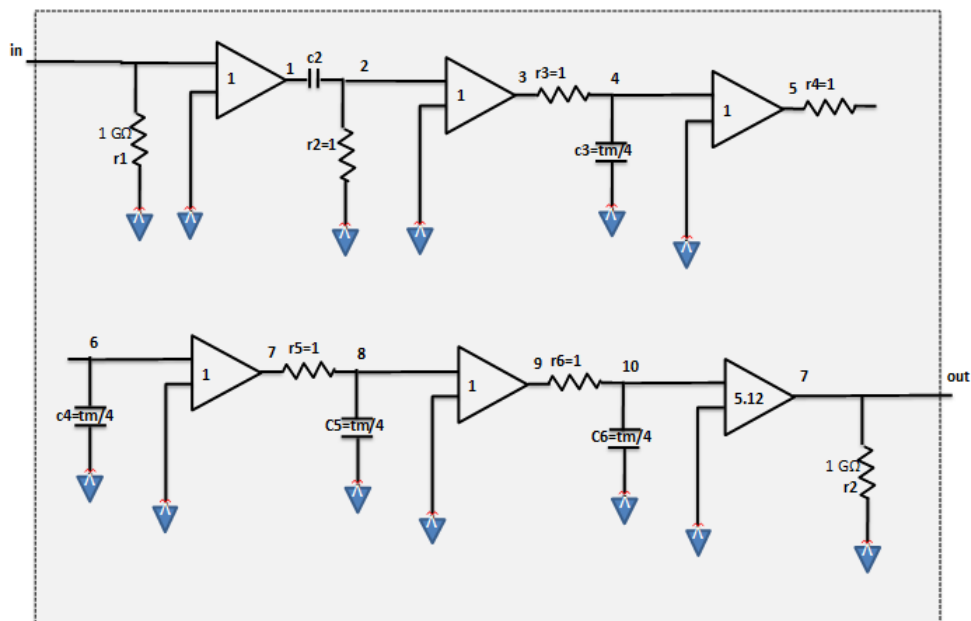 in
1 GΩ
r1
1
1
c2
2
r2=1
1
3
r3=1
4
c3=tm/4
1
5
r4=1
6
c4=tm/4
1
7
r5=1
8
C5=tm/4
1
9
r6=1
10
C6=tm/4
5.12
7
out
1 GΩ
r2